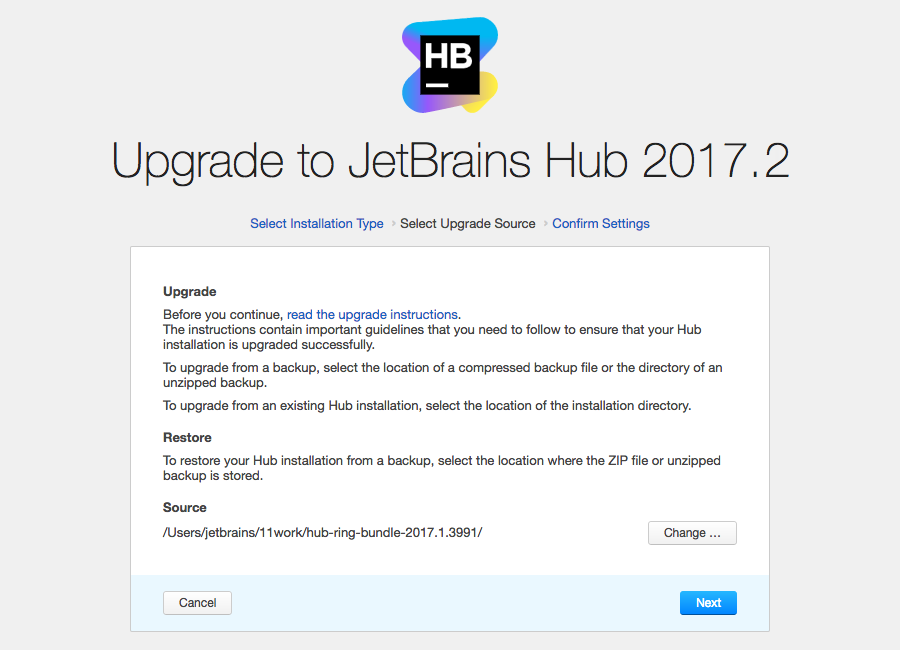 HB
Upgrade to JetBrains Hub 2017.2
Select Installation Type Select Upgrade Source Confirm Settings
Upgrade
Before you continue, read the upgrade instructions.
The instructions contain important guidelines that you need to follow to ensure that your Hub
installation is upgraded successfully.
To upgrade from a backup, select the location of a compressed backup file or the directory of an
unzipped backup.
To upgrade from an existing Hub installation, select the location of the installation directory.
Restore
To restore your Hub installation from a backup, select the location where the ZIP file or unzipped
backup is stored.
Source
/Users/jetbrains/11work/hub-ring-bundle-2017.1.3991/
Change ...
Cancel
Next